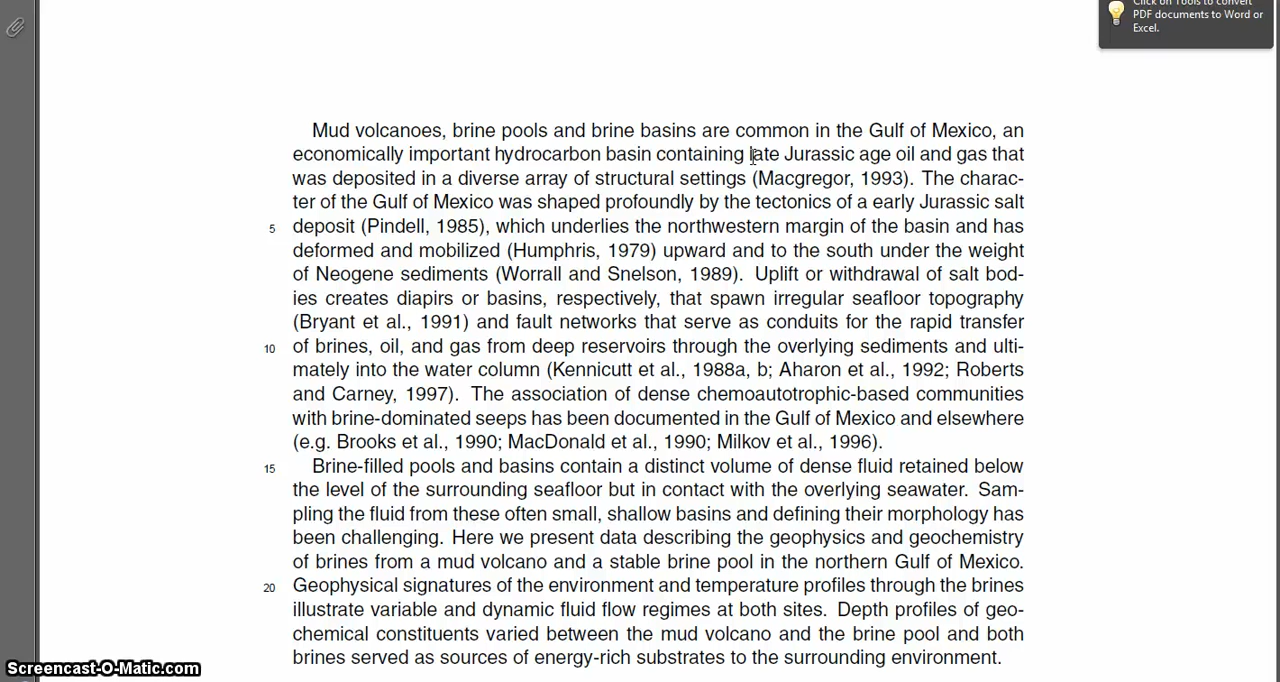 Click on Tools to convert
PDF documents to Word or
Excel.
Mud volcanoes, brine pools and brine basins are common in the Gulf of Mexico, an
economically important hydrocarbon basin containing late Jurassic age oil and gas that
was deposited in a diverse array of structural settings (Macgregor, 1993). The charac-
ter of the Gulf of Mexico was shaped profoundly by the tectonics of a early Jurassic salt
5 deposit (Pindell, 1985), which underlies the northwestern margin of the basin and has
deformed and mobilized (Humphris, 1979) upward and to the south under the weight
of Neogene sediments (Worrall and Snelson, 1989). Uplift or withdrawal of salt bod-
ies creates diapirs or basins, respectively, that spawn irregular seafloor topography
(Bryant et al., 1991) and fault networks that serve as conduits for the rapid transfer
10 of brines, oil, and gas from deep reservoirs through the overlying sediments and ulti-
mately into the water column (Kennicutt et al., 1988a, b; Aharon et al., 1992; Roberts
and Carney, 1997). The association of dense chemoautotrophic-based communities
with brine-dominated seeps has been documented in the Gulf of Mexico and elsewhere
(e.g. Brooks et al., 1990; MacDonald et al., 1990; Milkov et al., 1996).
15 Brine-filled pools and basins contain a distinct volume of dense fluid retained below
the level of the surrounding seafloor but in contact with the overlying seawater. Sam-
pling the fluid from these often small, shallow basins and defining their morphology has
been challenging. Here we present data describing the geophysics and geochemistry
of brines from a mud volcano and a stable brine pool in the northern Gulf of Mexico.
20 Geophysical signatures of the environment and temperature profiles through the brines
illustrate variable and dynamic fluid flow regimes at both sites. Depth profiles of geo-
chemical constituents varied between the mud volcano and the brine pool and both
brines served as sources of energy-rich substrates to the surrounding environment.
Screencast-O-Matic.com